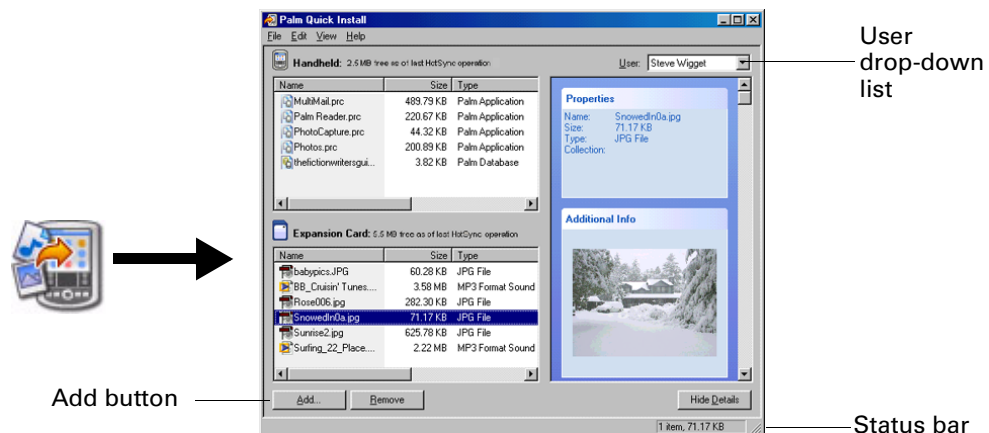 Palm Quick Install
File Edit View Help
Handheld: 2.5 MB free as of last HotSync operation
User: Steve Wigget
User drop-down list
Name Size Type
MultiMail.prc 489.79 KB Palm Application
Palm Reader.prc 220.67 KB Palm Application
PhotoCapture.prc 44.32 KB Palm Application
Photos.prc 200.89 KB Palm Application
thefictionwritersgui... 3.82 KB Palm Database
Properties
Name: SnowedIn0a.jpg
Size: 71.17 KB
Type: JPG File
Collection:
Expansion Card: 5.5 MB free as of last HotSync operation
Name Size Type
babypics.JPG 60.28 KB JPG File
BB_Cruisin' Tunes.... 3.58 MB MP3 Format Sound
Rose006.jpg 282.30 KB JPG File
SnowedIn0a.jpg 71.17 KB JPG File
Sunrise2.jpg 625.78 KB JPG File
Surfing_22_Place.... 2.22 MB MP3 Format Sound
Additional Info
Add button
Add... Remove Hide Details
1 item, 71.17 KB
Status bar